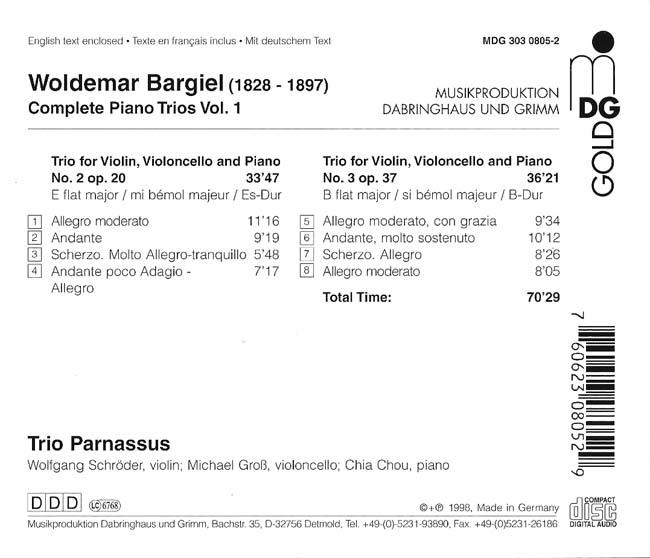 English text enclosed • Texte en français inclus • Mit deutschem Text
MDG 303 0805-2
Woldemar Bargiel (1828 - 1897)
Complete Piano Trios Vol. 1
MUSIKPRODUKTION
DABRINGHAUS UND GRIMM
MDG
GOLD
Trio for Violin, Violoncello and Piano
No. 2 op. 20 33'47
E flat major / mi bémol majeur / Es-Dur
1 Allegro moderato 11'16
2 Andante 9'19
3 Scherzo. Molto Allegro-tranquillo 5'48
4 Andante poco Adagio - 7'17
Allegro
Trio for Violin, Violoncello and Piano
No. 3 op. 37 36'21
B flat major / si bémol majeur / B-Dur
5 Allegro moderato, con grazia 9'34
6 Andante, molto sostenuto 10'12
7 Scherzo. Allegro 8'26
8 Allegro moderato 8'05
Total Time: 70'29
7 60623 08052 9
Trio Parnassus
Wolfgang Schröder, violin; Michael Groß, violoncello; Chia Chou, piano
DDD LC 6768
©+℗ 1998, Made in Germany
COMPACT
disc
DIGITAL AUDIO
Musikproduktion Dabringhaus und Grimm, Bachstr. 35, D-32756 Detmold, Tel. +49-(0)-5231-93890, Fax +49-(0)5231-26186